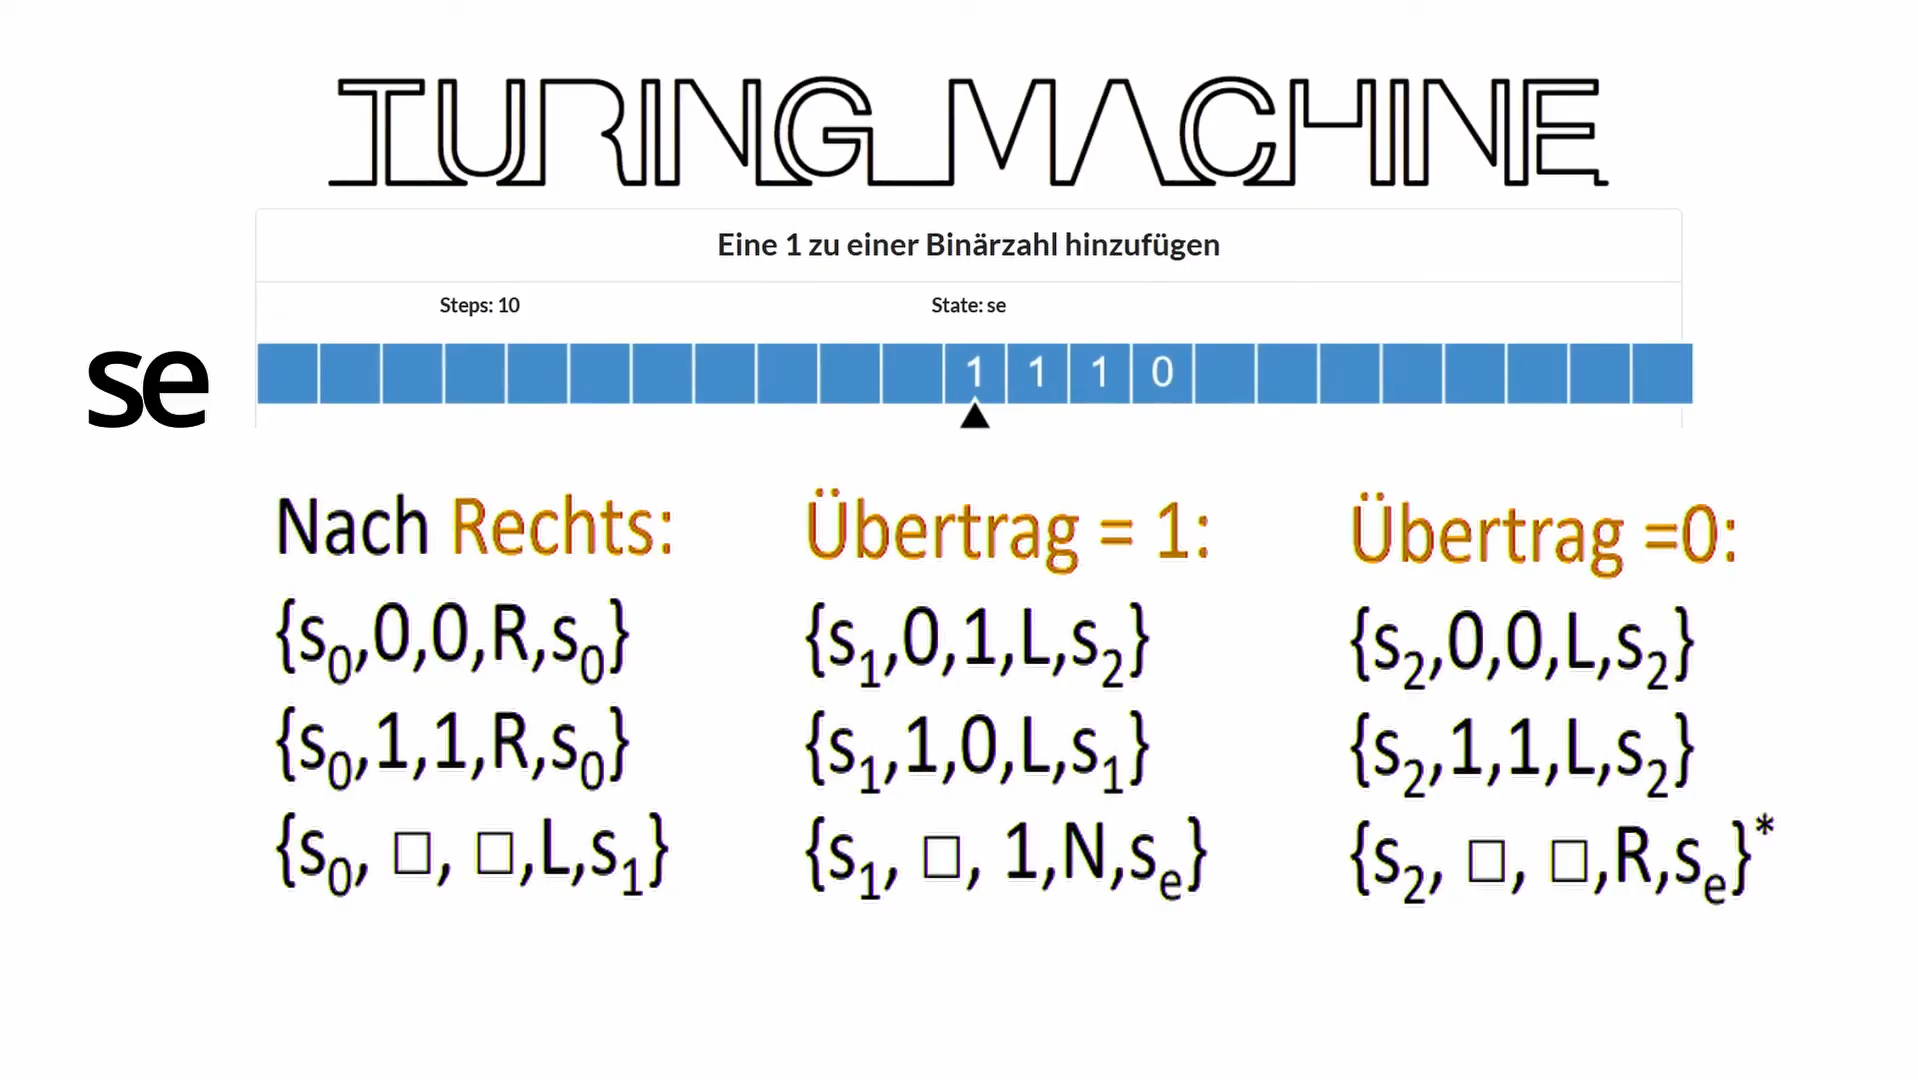 TURING MACHINE
Eine 1 zu einer Binärzahl hinzufügen
Steps: 10 State: se
se
1 1 1 0
Nach Rechts: Übertrag = 1: Übertrag =0:
{s₀,0,0,R,s₀} {s₁,0,1,L,s₂} {s₂,0,0,L,s₂}
{s₀,1,1,R,s₀} {s₁,1,0,L,s₁} {s₂,1,1,L,s₂}
{s₀, □, □,L,s₁} {s₁, □, 1,N,sₑ} {s₂, □, □,R,sₑ}*